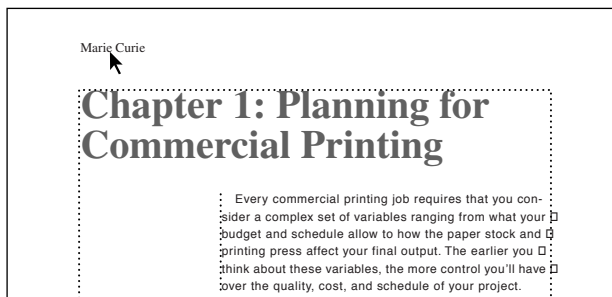 Marie Curie
Chapter 1: Planning for
Commercial Printing
Every commercial printing job requires that you con-
sider a complex set of variables ranging from what your
budget and schedule allow to how the paper stock and
printing press affect your final output. The earlier you
think about these variables, the more control you'll have
over the quality, cost, and schedule of your project.